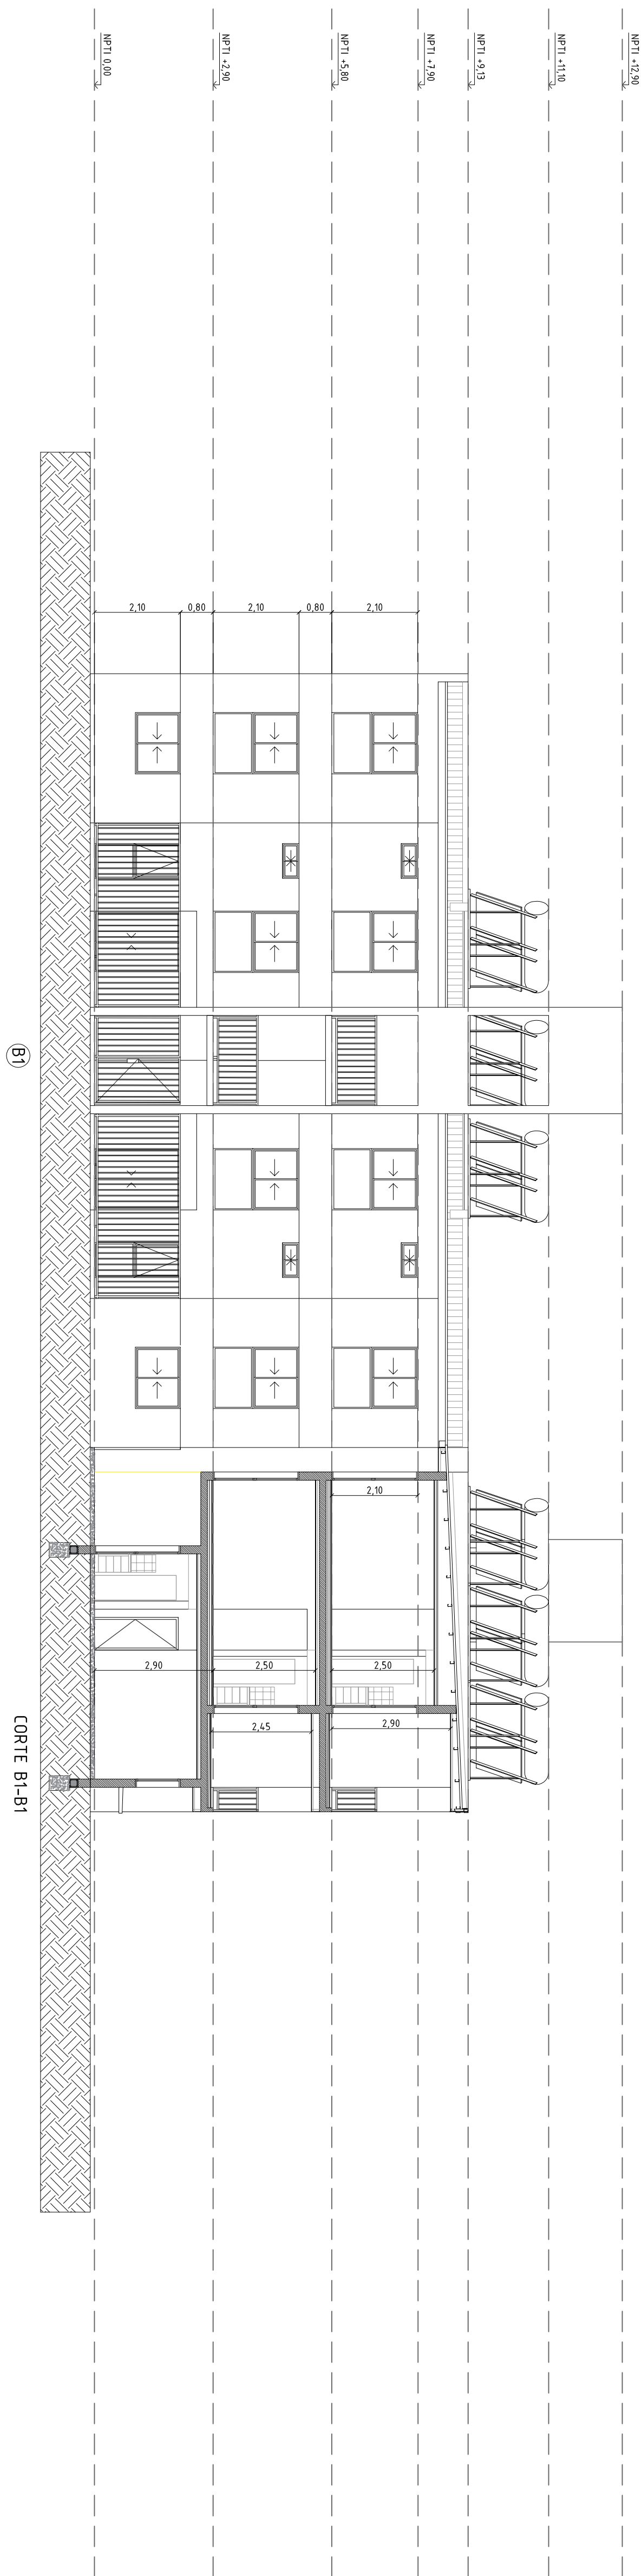 NPTI +12,90
NPTI +11,10
NPTI +9,13
NPTI +7,90
NPTI +5,80
NPTI +2,90
NPTI 0,00
2,10
0,80
2,10
0,80
2,10
2,10
2,50
2,50
2,90
2,90
2,45
B1
CORTE B1-B1